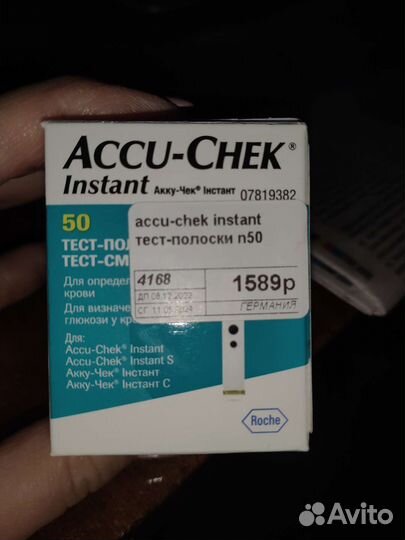 ACCU-CHEK®
Instant Акку-Чек® Інстант 07819382
50
accu-chek instant
тест-полоски n50
ТЕСТ-ПО
ТЕСТ-СМ
4168
1589р
ГЕРМАНИЯ
Для определ
крови
Для визначе
глюкози у кро
Для:
Accu-Chek® Instant
Accu-Chek® Instant S
Акку-Чек® Інстант
Акку-Чек® Інстант С
Roche
Avito